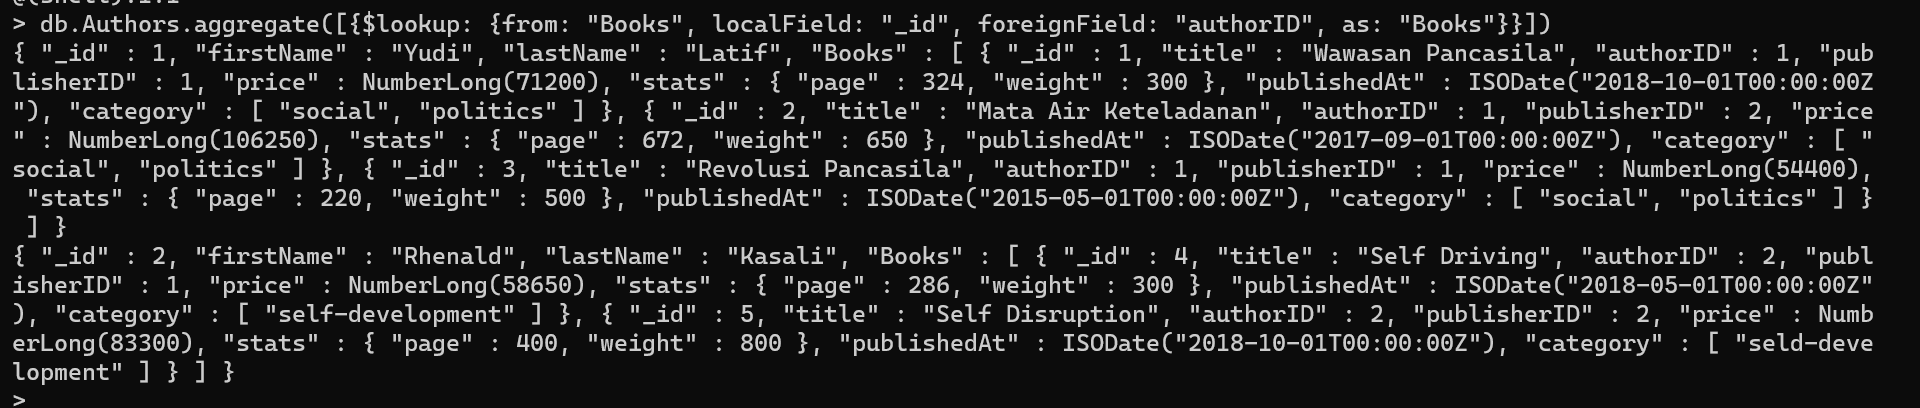 > db.Authors.aggregate([{$lookup: {from: "Books", localField: "_id", foreignField: "authorID", as: "Books"}}])
{ "_id" : 1, "firstName" : "Yudi", "lastName" : "Latif", "Books" : [ { "_id" : 1, "title" : "Wawasan Pancasila", "authorID" : 1, "pub
lisherID" : 1, "price" : NumberLong(71200), "stats" : { "page" : 324, "weight" : 300 }, "publishedAt" : ISODate("2018-10-01T00:00:00Z
"), "category" : [ "social", "politics" ] }, { "_id" : 2, "title" : "Mata Air Keteladanan", "authorID" : 1, "publisherID" : 2, "price
" : NumberLong(106250), "stats" : { "page" : 672, "weight" : 650 }, "publishedAt" : ISODate("2017-09-01T00:00:00Z"), "category" : [ "
social", "politics" ] }, { "_id" : 3, "title" : "Revolusi Pancasila", "authorID" : 1, "publisherID" : 1, "price" : NumberLong(54400),
 "stats" : { "page" : 220, "weight" : 500 }, "publishedAt" : ISODate("2015-05-01T00:00:00Z"), "category" : [ "social", "politics" ] }
 ] }
{ "_id" : 2, "firstName" : "Rhenald", "lastName" : "Kasali", "Books" : [ { "_id" : 4, "title" : "Self Driving", "authorID" : 2, "publ
isherID" : 1, "price" : NumberLong(58650), "stats" : { "page" : 286, "weight" : 300 }, "publishedAt" : ISODate("2018-05-01T00:00:00Z"
), "category" : [ "self-development" ] }, { "_id" : 5, "title" : "Self Disruption", "authorID" : 2, "publisherID" : 2, "price" : Numb
erLong(83300), "stats" : { "page" : 400, "weight" : 800 }, "publishedAt" : ISODate("2018-10-01T00:00:00Z"), "category" : [ "seld-deve
lopment" ] } ] }
>